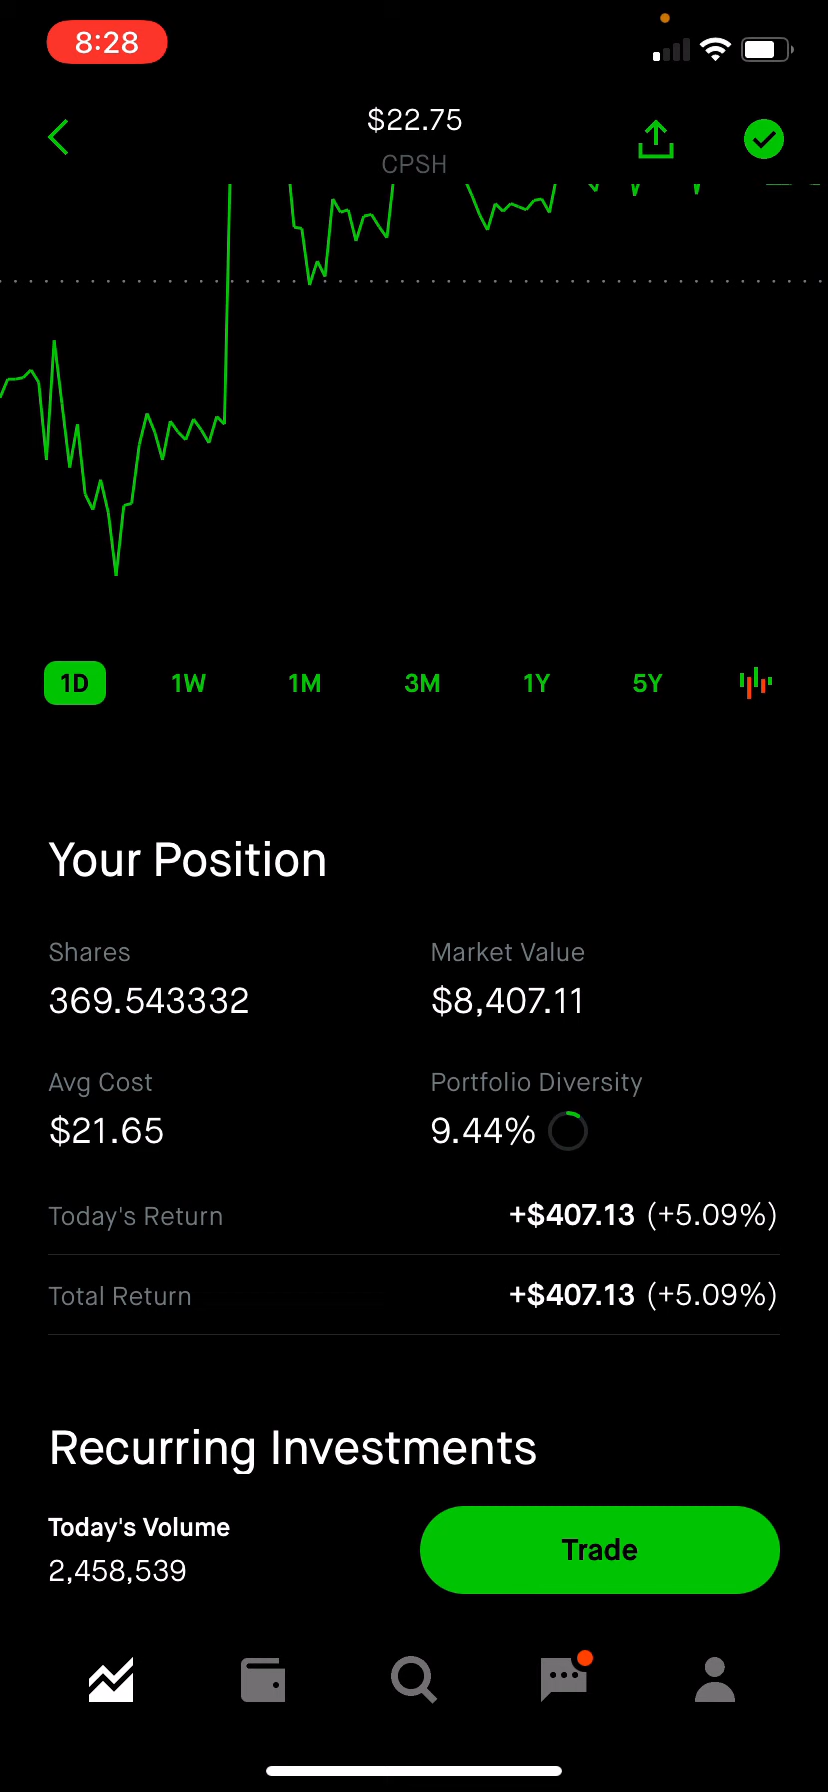 8:28
$22.75
CPSH
1D 1W 1M 3M 1Y 5Y
Your Position
Shares Market Value
369.543332 $8,407.11
Avg Cost Portfolio Diversity
$21.65 9.44%
Today's Return +$407.13 (+5.09%)
Total Return +$407.13 (+5.09%)
Recurring Investments
Today's Volume
2,458,539
Trade